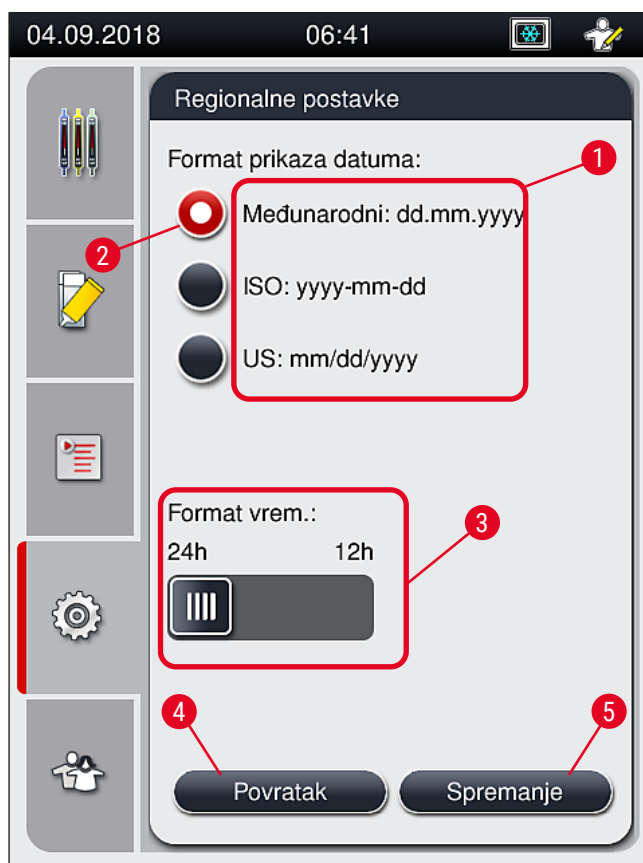 04.09.2018 06:41
Regionalne postavke
Format prikaza datuma:
1
Međunarodni: dd.mm.yyyy
2
ISO: yyyy-mm-dd
US: mm/dd/yyyy
Format vrem.:
3
24h 12h
4
5
Povratak Spremanje